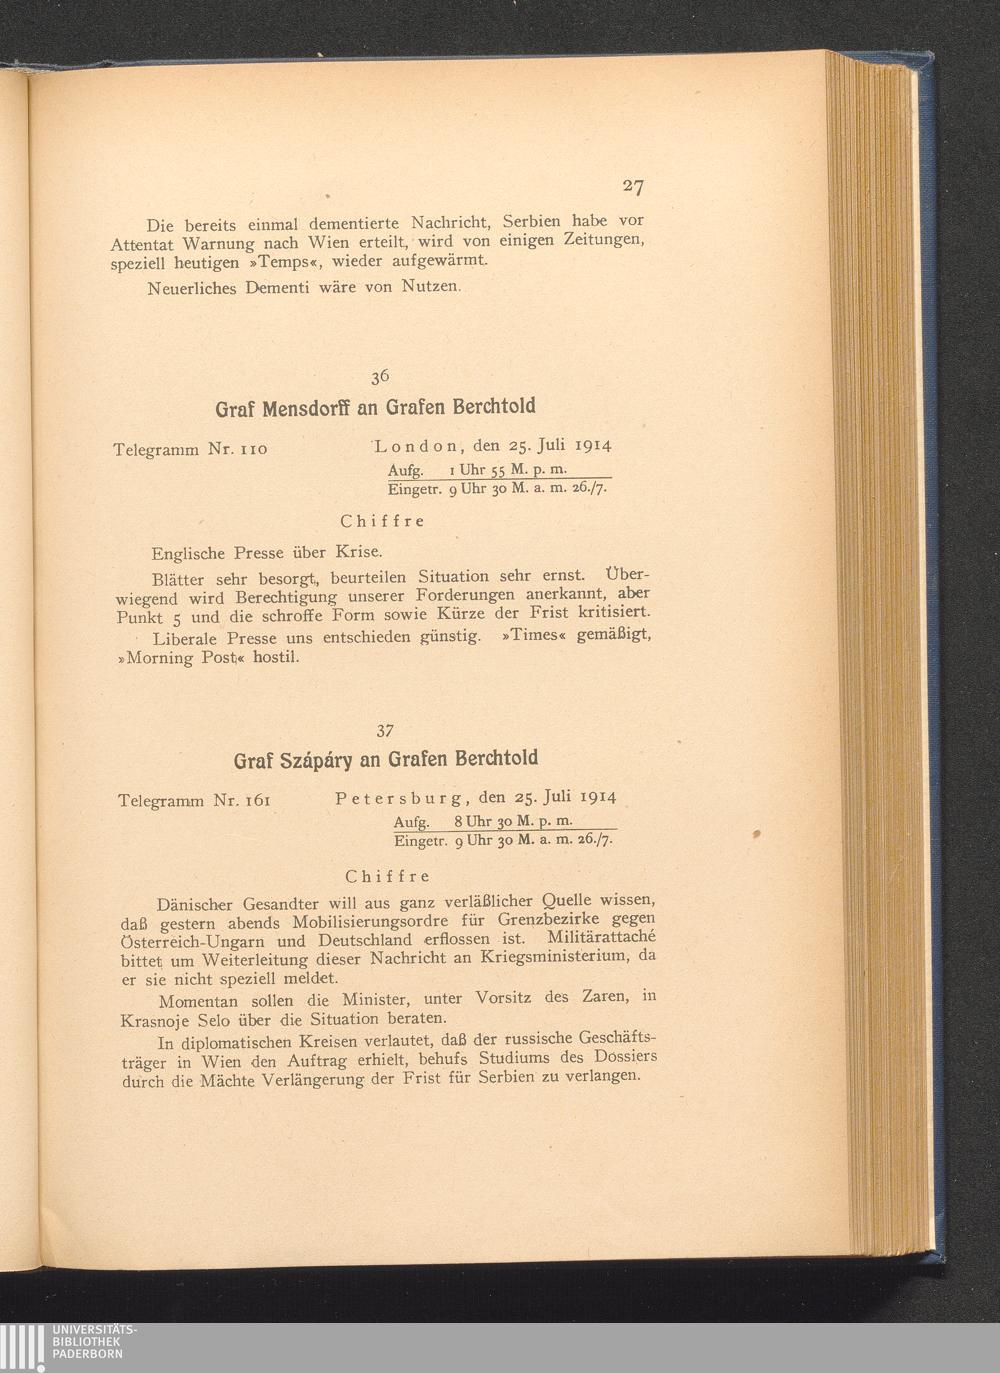 27
Die bereits einmal dementierte Nachricht, Serbien habe vor
Attentat Warnung nach Wien erteilt, wird von einigen Zeitungen,
speziell heutigen »Temps«, wieder aufgewärmt.
Neuerliches Dementi wäre von Nutzen.
36
Graf Mensdorff an Grafen Berchtold
Telegramm Nr. 110 London, den 25. Juli 1914
Aufg. 1 Uhr 55 M. p. m.
Eingetr. 9 Uhr 30 M. a. m. 26./7.
Chiffre
Englische Presse über Krise.
Blätter sehr besorgt, beurteilen Situation sehr ernst. Über-
wiegend wird Berechtigung unserer Forderungen anerkannt, aber
Punkt 5 und die schroffe Form sowie Kürze der Frist kritisiert.
Liberale Presse uns entschieden günstig. »Times« gemäßigt,
»Morning Post« hostil.
37
Graf Szápáry an Grafen Berchtold
Telegramm Nr. 161 Petersburg, den 25. Juli 1914
Aufg. 8 Uhr 30 M. p. m.
Eingetr. 9 Uhr 30 M. a. m. 26./7.
Chiffre
Dänischer Gesandter will aus ganz verläßlicher Quelle wissen,
daß gestern abends Mobilisierungsordre für Grenzbezirke gegen
Österreich-Ungarn und Deutschland erflossen ist. Militärattaché
bittet um Weiterleitung dieser Nachricht an Kriegsministerium, da
er sie nicht speziell meldet.
Momentan sollen die Minister, unter Vorsitz des Zaren, in
Krasnoje Selo über die Situation beraten.
In diplomatischen Kreisen verlautet, daß der russische Geschäfts-
träger in Wien den Auftrag erhielt, behufs Studiums des Dossiers
durch die Mächte Verlängerung der Frist für Serbien zu verlangen.
UNIVERSITÄTS-
BIBLIOTHEK
PADERBORN